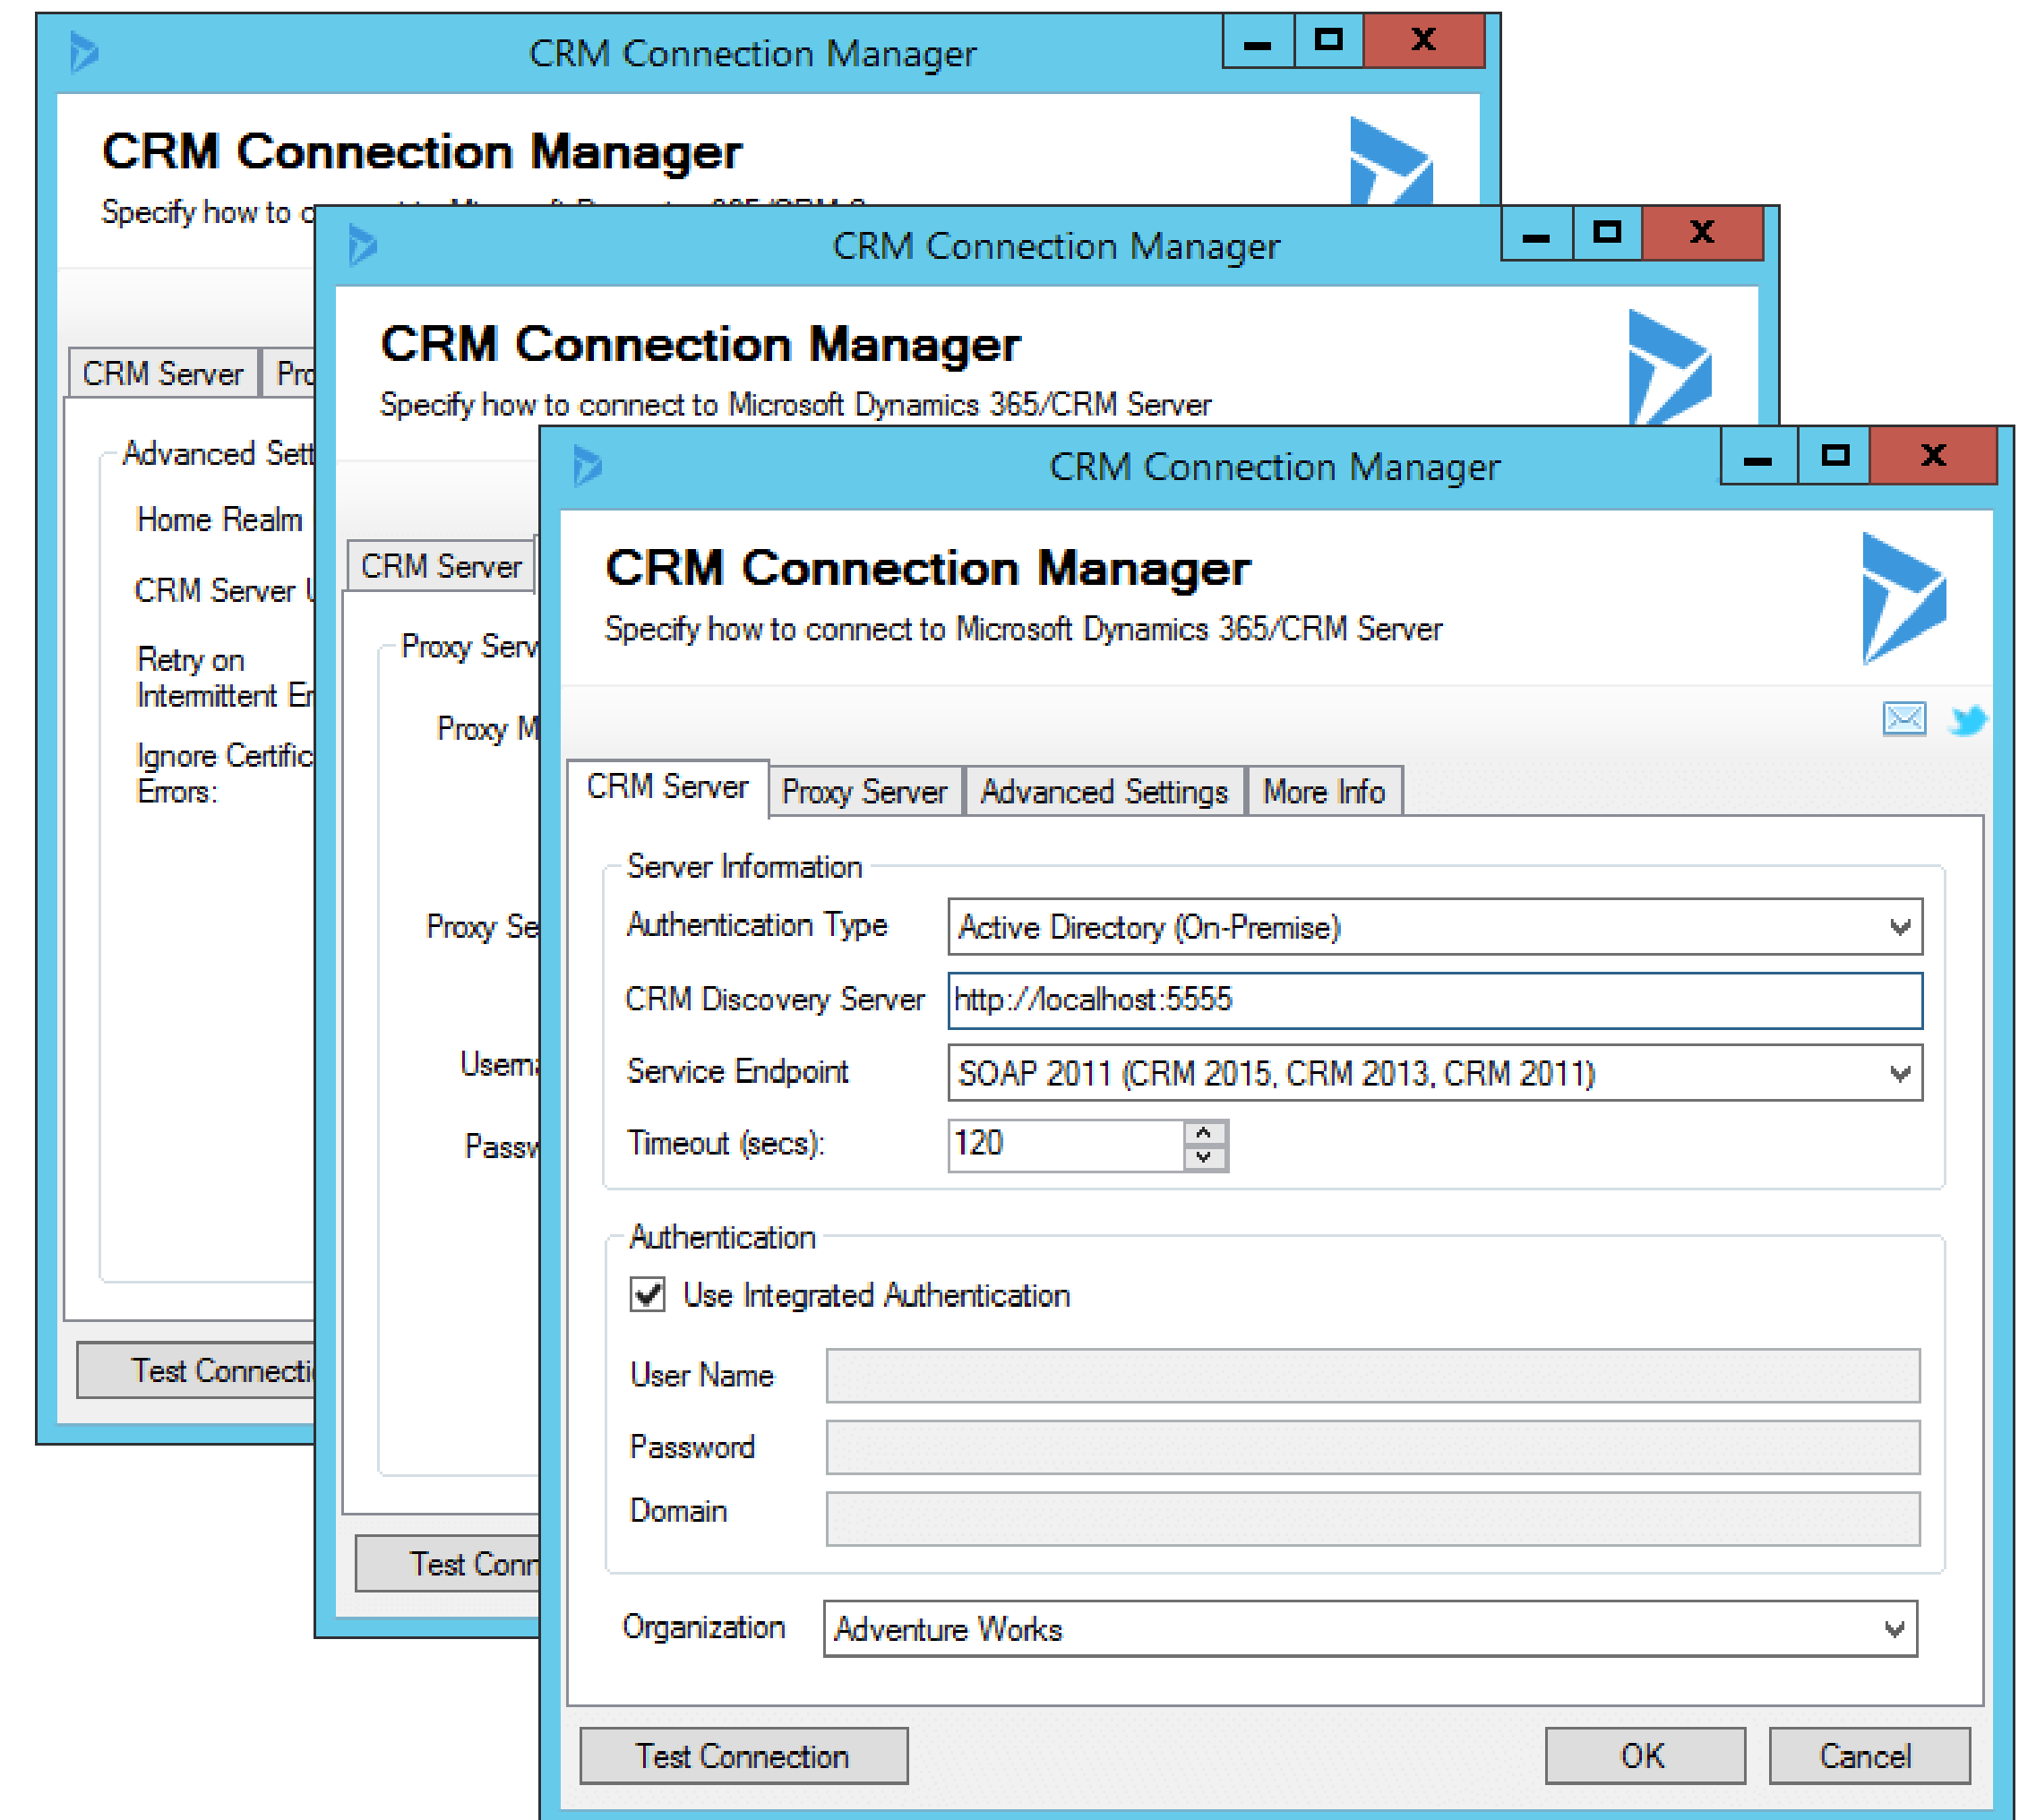 CRM Connection Manager
X
CRM Connection Manager
Specify how to
CRM Server
Advanced
Home Realm
CRM Server
Retry on
Intermittent
Ignore
Errors:
Test
CRM Connection Manager
X
CRM Connection Manager
Specify how to connect to Microsoft Dynamics 365/CRM Server
CRM Server
Proxy
Proxy
Proxy
Test
CRM Connection Manager
X
CRM Connection Manager
Specify how to connect to Microsoft Dynamics 365/CRM Server
CRM Server Proxy Server Advanced Settings More Info
Server Information
Authentication Type Active Directory (On-Premise)
CRM Discovery Server http://localhost:5555
Service Endpoint SOAP 2011 (CRM 2015, CRM 2013, CRM 2011)
Timeout (secs): 120
Authentication
Use Integrated Authentication
User Name
Password
Domain
Organization Adventure Works
Test Connection OK Cancel